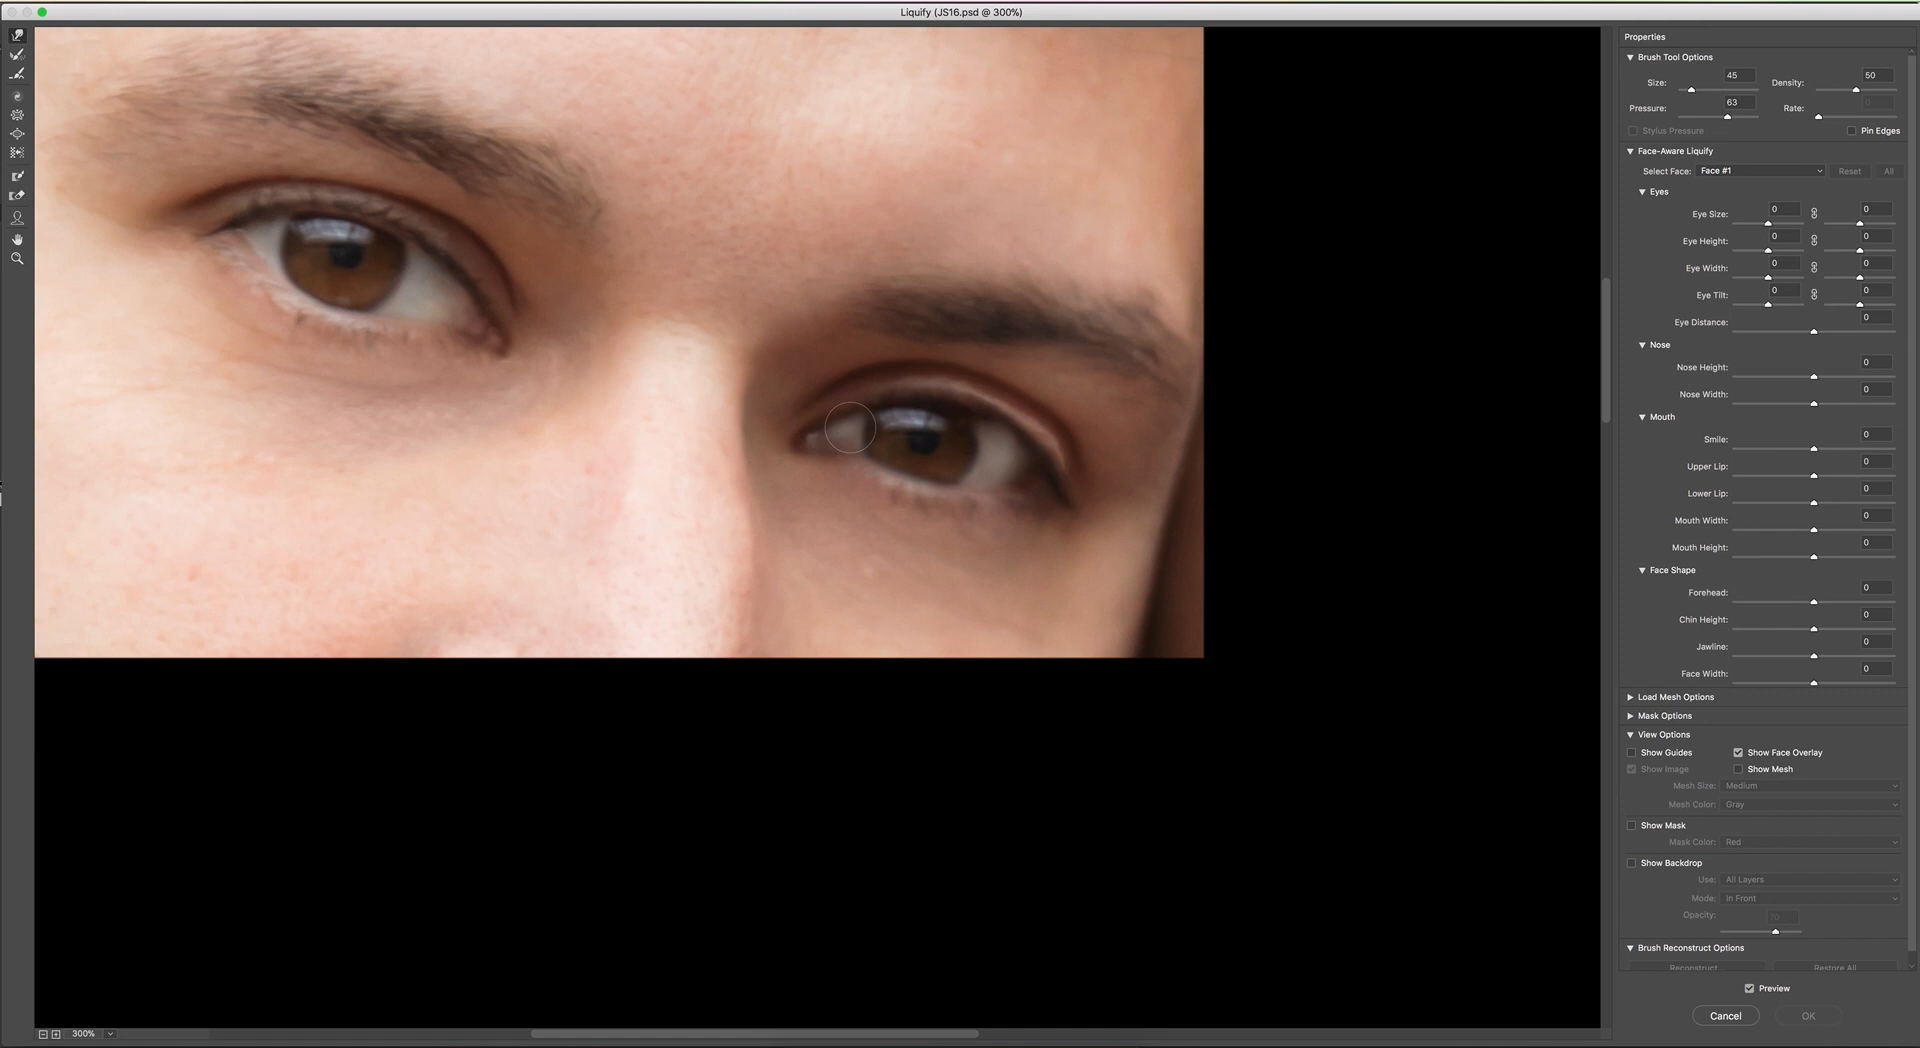 Liquify (JS16.psd @ 300%)
Properties
Brush Tool Options
Size: 45 Density: 50
Pressure: 63 Rate: 0
Stylus Pressure Pin Edges
Face-Aware Liquify
Select Face: Face #1 Reset All
Eyes
Eye Size: 0 0
Eye Height: 0 0
Eye Width: 0 0
Eye Tilt: 0 0
Eye Distance: 0
Nose
Nose Height: 0
Nose Width: 0
Mouth
Smile: 0
Upper Lip: 0
Lower Lip: 0
Mouth Width: 0
Mouth Height: 0
Face Shape
Forehead: 0
Chin Height: 0
Jawline: 0
Face Width: 0
Load Mesh Options
Mask Options
View Options
Show Guides Show Face Overlay
Show Image Show Mesh
Mesh Size: Medium
Mesh Color: Gray
Show Mask
Mask Color: Red
Show Backdrop
Use: All Layers
Mode: In Front
Opacity: 70
Brush Reconstruct Options
Reconstruct... Restore All
Preview
Cancel OK
300%